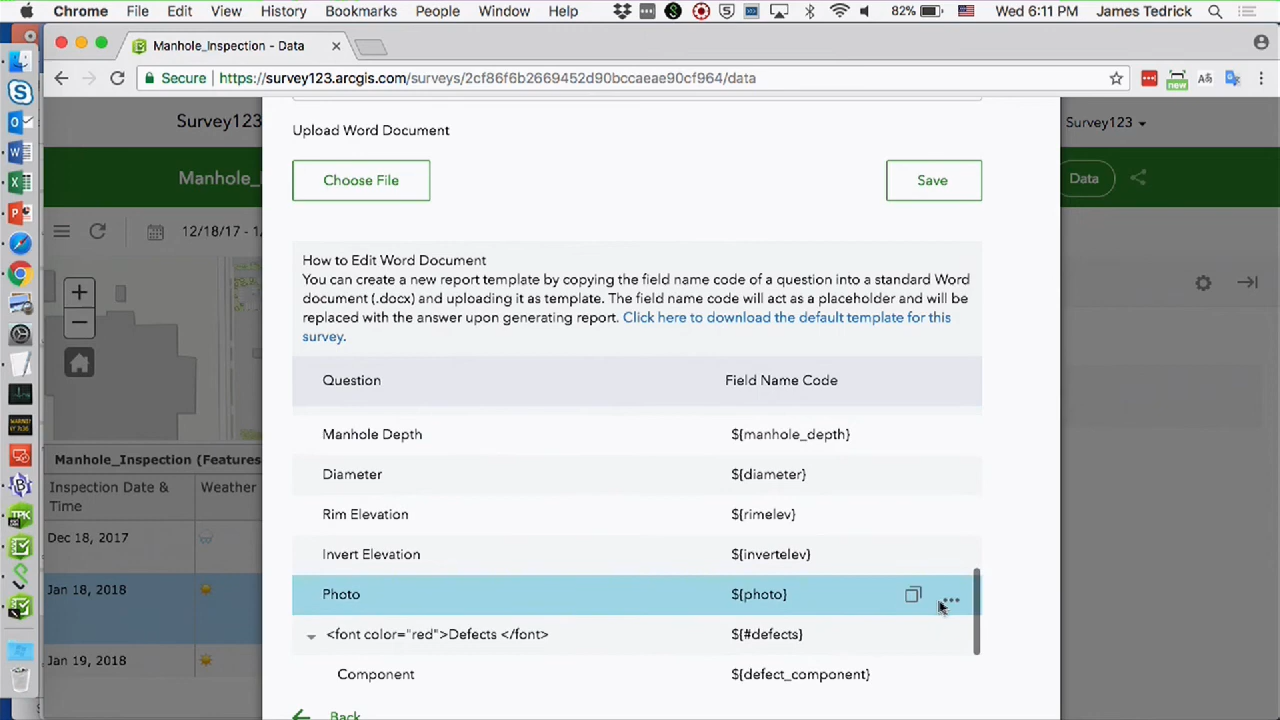 Chrome File Edit View History Bookmarks People Window Help 82% Wed 6:11 PM James Tedrick
Manhole_Inspection - Data
Secure https://survey123.arcgis.com/surveys/2cf86f6b2669452d90bccaeae90cf964/data
new
Survey123
Survey123
Manhole_
Data
12/18/17 - 1/
Upload Word Document
Choose File
Save
How to Edit Word Document
You can create a new report template by copying the field name code of a question into a standard Word
document (.docx) and uploading it as template. The field name code will act as a placeholder and will be
replaced with the answer upon generating report. Click here to download the default template for this
survey.
Question Field Name Code
Manhole Depth ${manhole_depth}
Diameter ${diameter}
Rim Elevation ${rimelev}
Invert Elevation ${invertelev}
Photo ${photo}
<font color="red">Defects </font> ${#defects}
Component ${defect_component}
Back
Manhole_Inspection (Features
Inspection Date &
Time
Weather
Dec 18, 2017
Jan 18, 2018
Jan 19, 2018